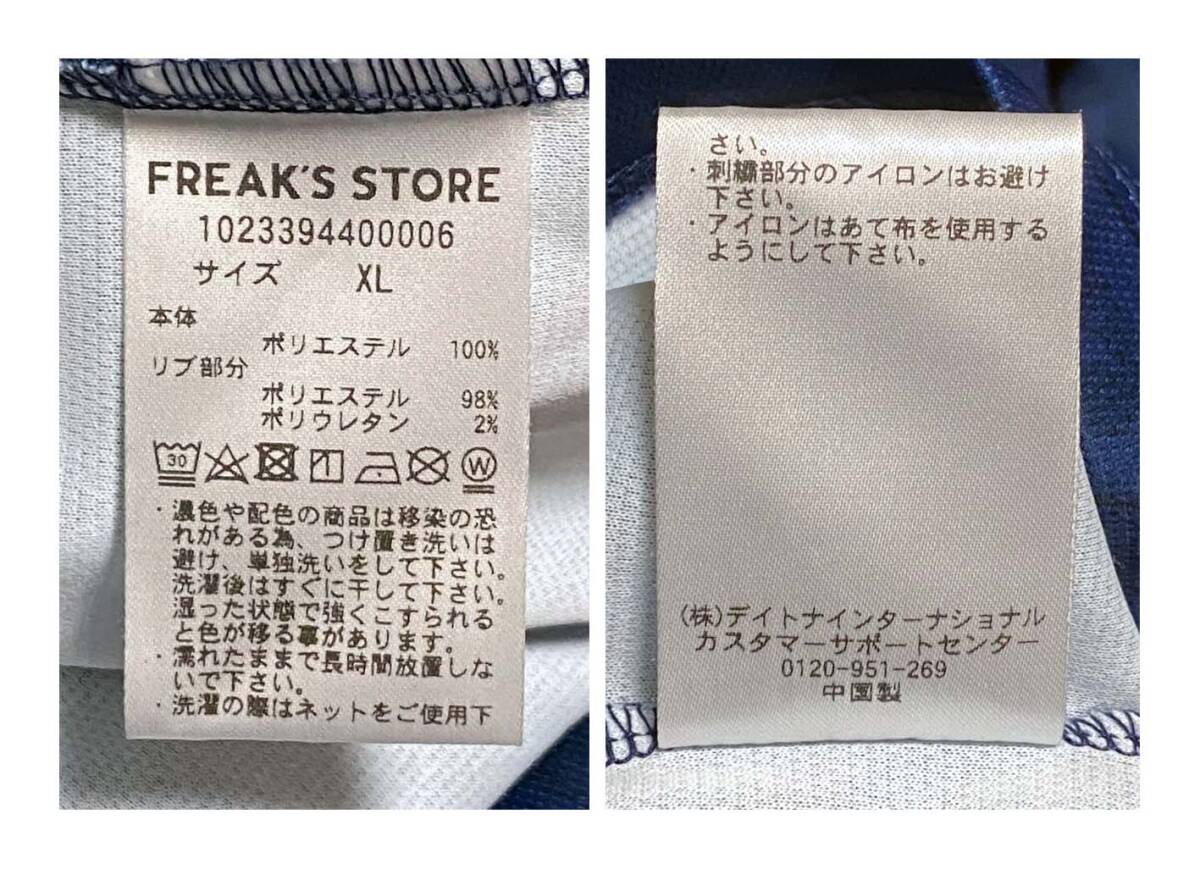 FREAK'S STORE
1023394400006
サイズ XL
本体
ポリエステル 100%
リブ部分
ポリエステル 98%
ポリウレタン 2%
30
W
・濃色や配色の商品は移染の恐
れがある為、つけ置き洗いは
避け、単独洗いをして下さい。
洗濯後はすぐに干して下さい。
湿った状態で強くこすられる
と色が移る事があります。
・濡れたままで長時間放置しな
いで下さい。
・洗濯の際はネットをご使用下
さい。
・刺繍部分のアイロンはお避け
下さい。
・アイロンはあて布を使用する
ようにして下さい。
(株)デイトナインターナショナル
カスタマーサポートセンター
0120-951-269
中国製